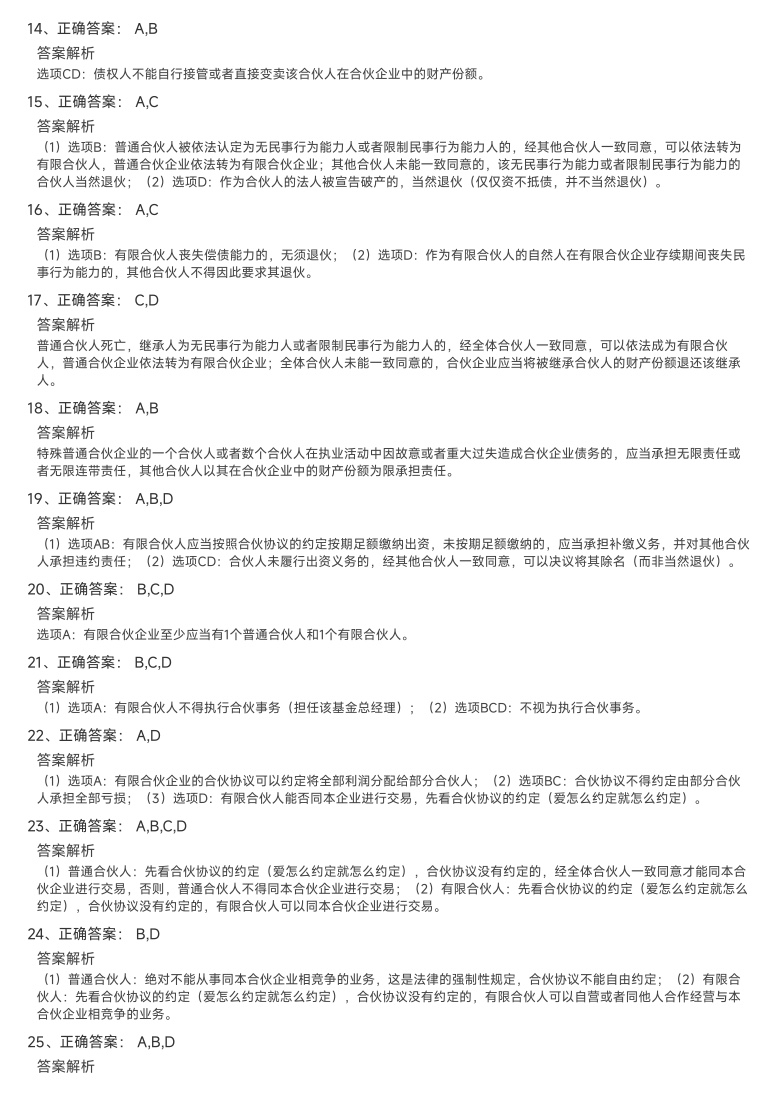 14、正确答案： A,B
答案解析
选项CD：债权人不能自行接管或者直接变卖该合伙人在合伙企业中的财产份额。
15、正确答案： A,C
答案解析
（1）选项B：普通合伙人被依法认定为无民事行为能力人或者限制民事行为能力人的，经其他合伙人一致同意，可以依法转为
有限合伙人，普通合伙企业依法转为有限合伙企业；其他合伙人未能一致同意的，该无民事行为能力或者限制民事行为能力的
合伙人当然退伙；（2）选项D：作为合伙人的法人被宣告破产的，当然退伙（仅仅资不抵债，并不当然退伙）。
16、正确答案： A,C
答案解析
（1）选项B：有限合伙人丧失偿债能力的，无须退伙；（2）选项D：作为有限合伙人的自然人在有限合伙企业存续期间丧失民
事行为能力的，其他合伙人不得因此要求其退伙。
17、正确答案： C,D
答案解析
普通合伙人死亡，继承人为无民事行为能力人或者限制民事行为能力人的，经全体合伙人一致同意，可以依法成为有限合伙
人，普通合伙企业依法转为有限合伙企业；全体合伙人未能一致同意的，合伙企业应当将被继承合伙人的财产份额退还该继承
人。
18、正确答案： A,B
答案解析
特殊普通合伙企业的一个合伙人或者数个合伙人在执业活动中因故意或者重大过失造成合伙企业债务的，应当承担无限责任或
者无限连带责任，其他合伙人以其在合伙企业中的财产份额为限承担责任。
19、正确答案： A,B,D
答案解析
（1）选项AB：有限合伙人应当按照合伙协议的约定按期足额缴纳出资，未按期足额缴纳的，应当承担补缴义务，并对其他合伙
人承担违约责任；（2）选项CD：合伙人未履行出资义务的，经其他合伙人一致同意，可以决议将其除名（而非当然退伙）。
20、正确答案： B,C,D
答案解析
选项A：有限合伙企业至少应当有1个普通合伙人和1个有限合伙人。
21、正确答案： B,C,D
答案解析
（1）选项A：有限合伙人不得执行合伙事务（担任该基金总经理）；（2）选项BCD：不视为执行合伙事务。
22、正确答案： A,D
答案解析
（1）选项A：有限合伙企业的合伙协议可以约定将全部利润分配给部分合伙人；（2）选项BC：合伙协议不得约定由部分合伙
人承担全部亏损；（3）选项D：有限合伙人能否同本企业进行交易，先看合伙协议的约定（爱怎么约定就怎么约定）。
23、正确答案： A,B,C,D
答案解析
（1）普通合伙人：先看合伙协议的约定（爱怎么约定就怎么约定），合伙协议没有约定的，经全体合伙人一致同意才能同本合
伙企业进行交易，否则，普通合伙人不得同本合伙企业进行交易；（2）有限合伙人：先看合伙协议的约定（爱怎么约定就怎么
约定），合伙协议没有约定的，有限合伙人可以同本合伙企业进行交易。
24、正确答案： B,D
答案解析
（1）普通合伙人：绝对不能从事同本合伙企业相竞争的业务，这是法律的强制性规定，合伙协议不能自由约定；（2）有限合
伙人：先看合伙协议的约定（爱怎么约定就怎么约定），合伙协议没有约定的，有限合伙人可以自营或者同他人合作经营与本
合伙企业相竞争的业务。
25、正确答案： A,B,D
答案解析